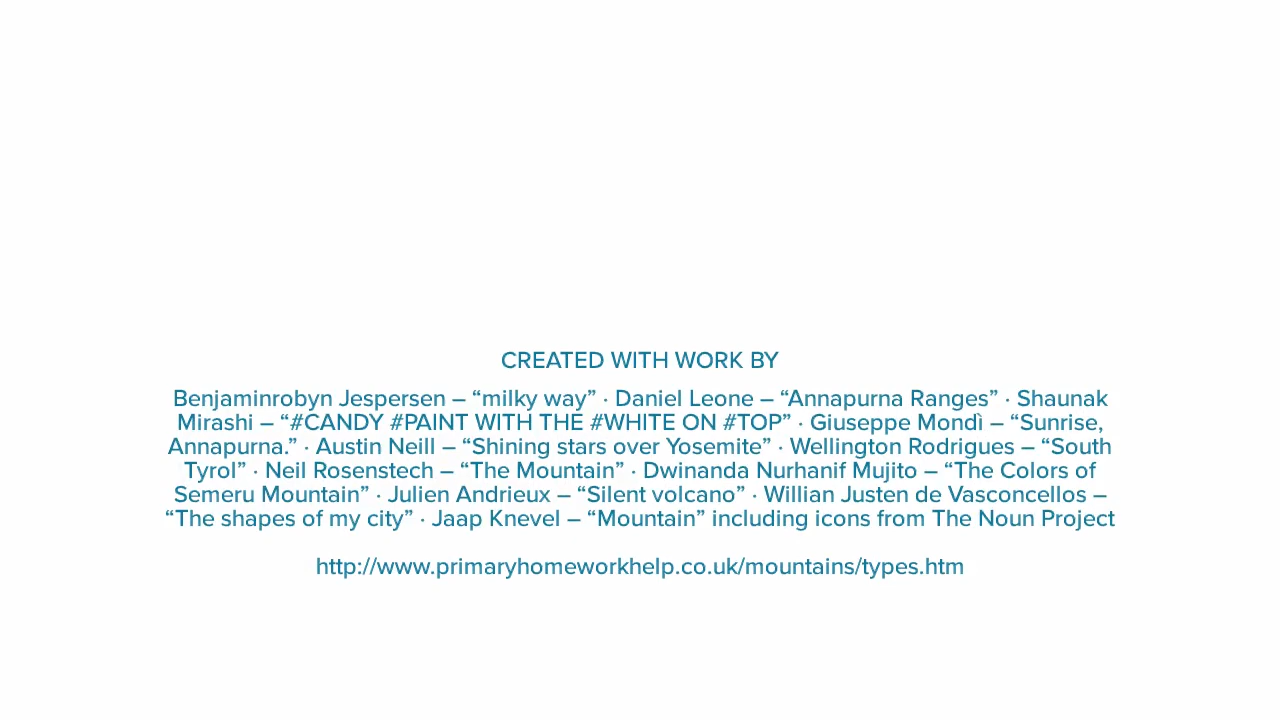 CREATED WITH WORK BY
Benjaminrobyn Jespersen – “milky way” · Daniel Leone – “Annapurna Ranges” · Shaunak
Mirashi – “#CANDY #PAINT WITH THE #WHITE ON #TOP” · Giuseppe Mondì – “Sunrise,
Annapurna.” · Austin Neill – “Shining stars over Yosemite” · Wellington Rodrigues – “South
Tyrol” · Neil Rosenstech – “The Mountain” · Dwinanda Nurhanif Mujito – “The Colors of
Semeru Mountain” · Julien Andrieux – “Silent volcano” · Willian Justen de Vasconcellos –
“The shapes of my city” · Jaap Knevel – “Mountain” including icons from The Noun Project
http://www.primaryhomeworkhelp.co.uk/mountains/types.htm